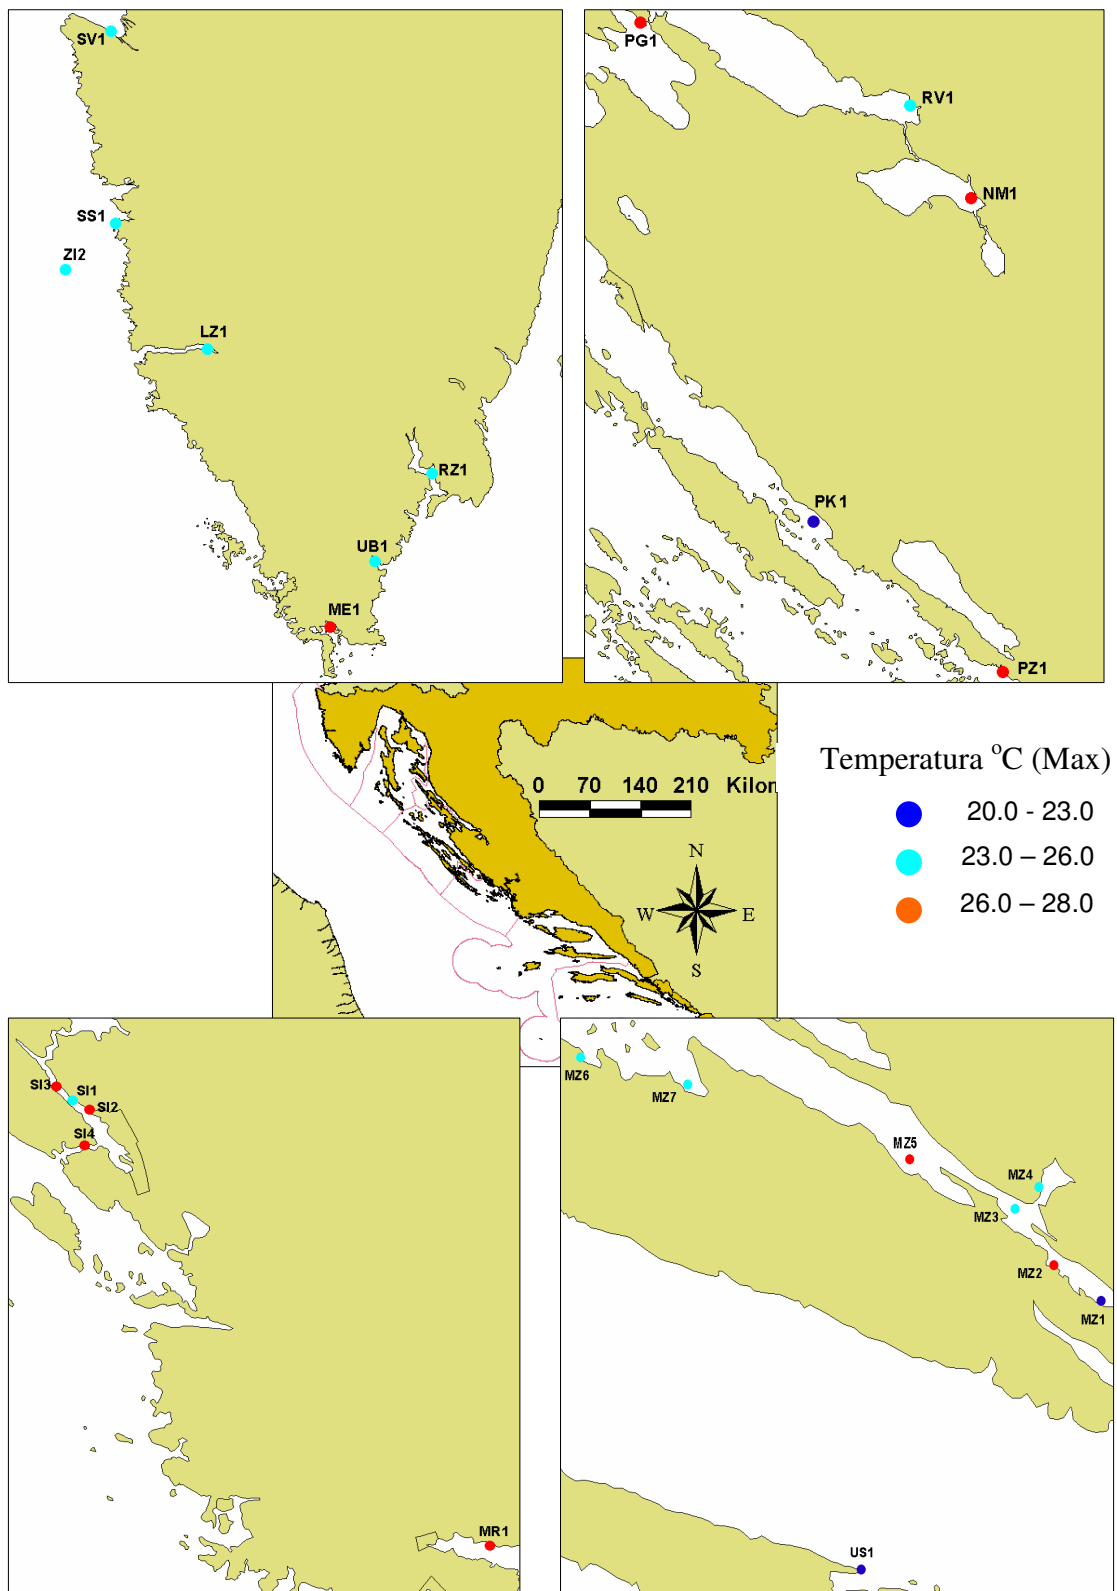 SV1
SS1
ZI2
LZ1
RZ1
UB1
ME1
PG1
RV1
NM1
PK1
PZ1
0 70 140 210 Kilon
N
W E
S
Temperatura °C (Max)
20.0 - 23.0
23.0 – 26.0
26.0 – 28.0
SI3
SI1
SI2
SI4
MR1
MZ6
MZ7
MZ5
MZ4
MZ3
MZ2
MZ1
US1